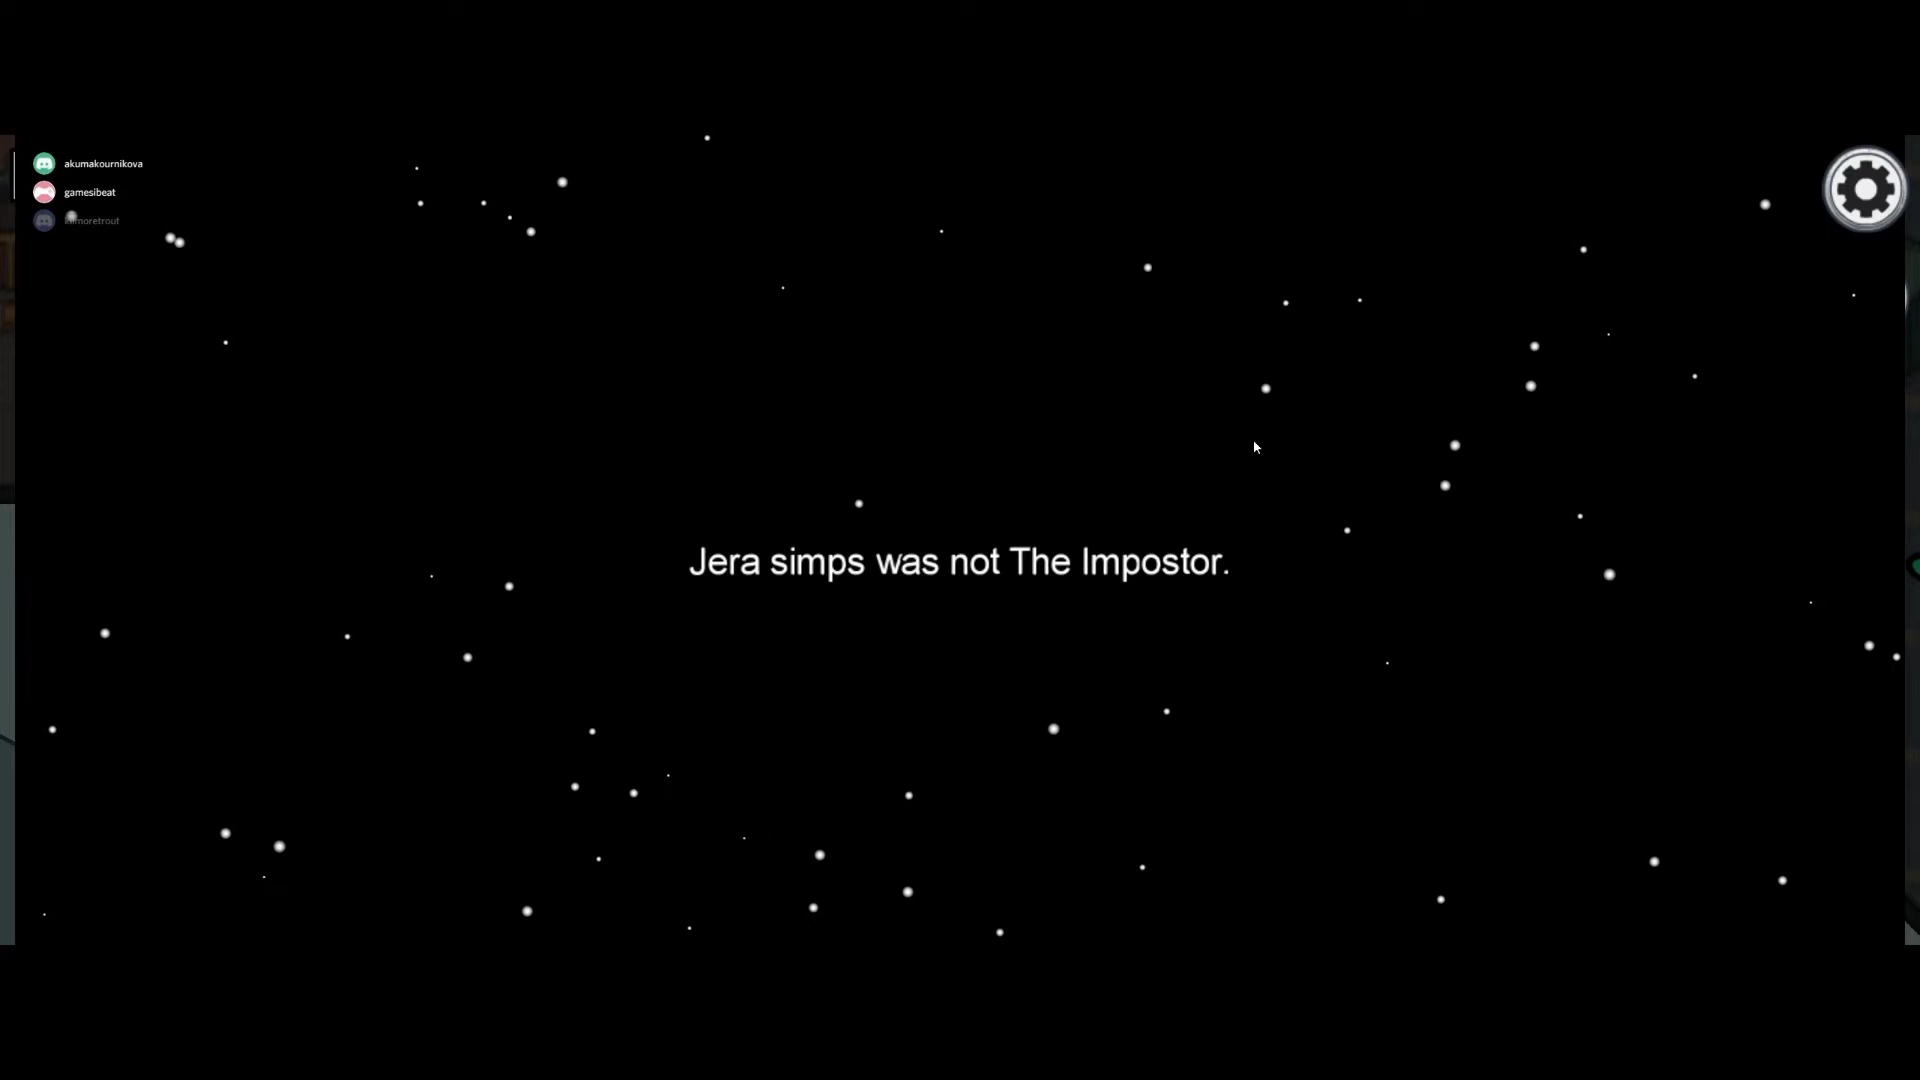 akumakournikova
gamesibeat
Jera simps was not The Impostor.